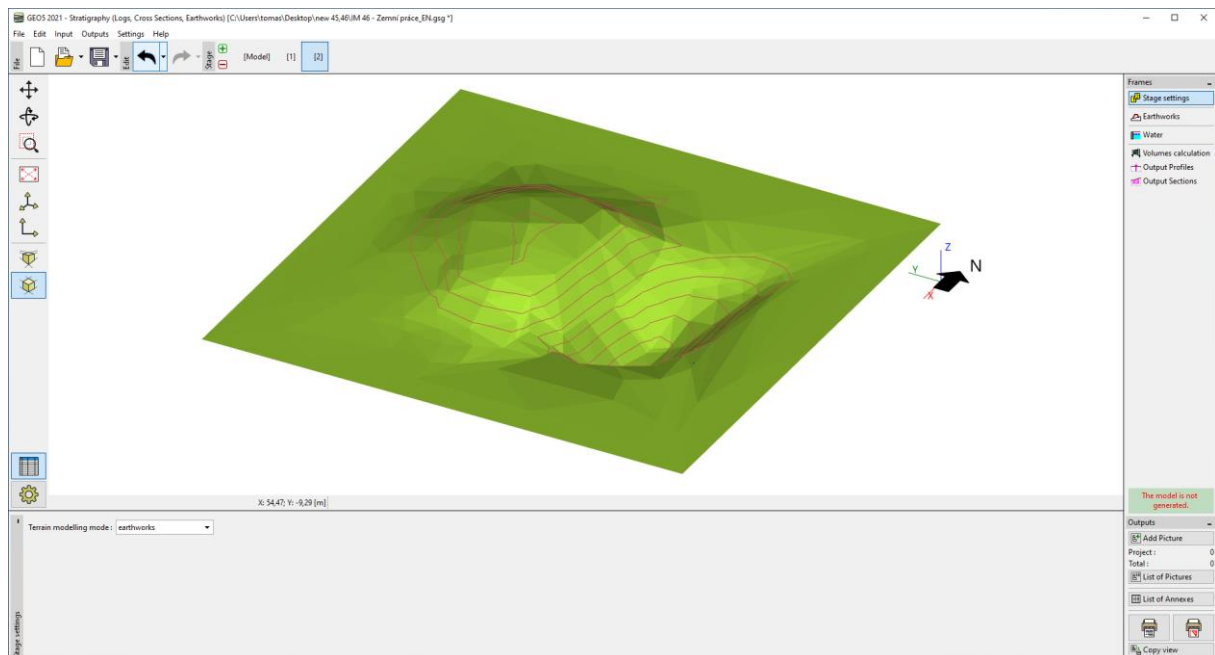 GEO5 2021 - Stratigraphy (Logs, Cross Sections, Earthworks) [C:\Users\tomas\Desktop\new 45,46\IM 46 - Zemní práce_EN.gsg *]
File Edit Input Outputs Settings Help
File
Edit
Stage
[Model] [1] [2]
Frames
Stage settings
Earthworks
Water
Volumes calculation
Output Profiles
Output Sections
Z
Y
N
X
X: 54,47; Y: -9,29 [m]
The model is not
generated.
Terrain modelling mode : earthworks
Stage settings
Outputs
Add Picture
Project : 0
Total : 0
List of Pictures
List of Annexes
Copy view